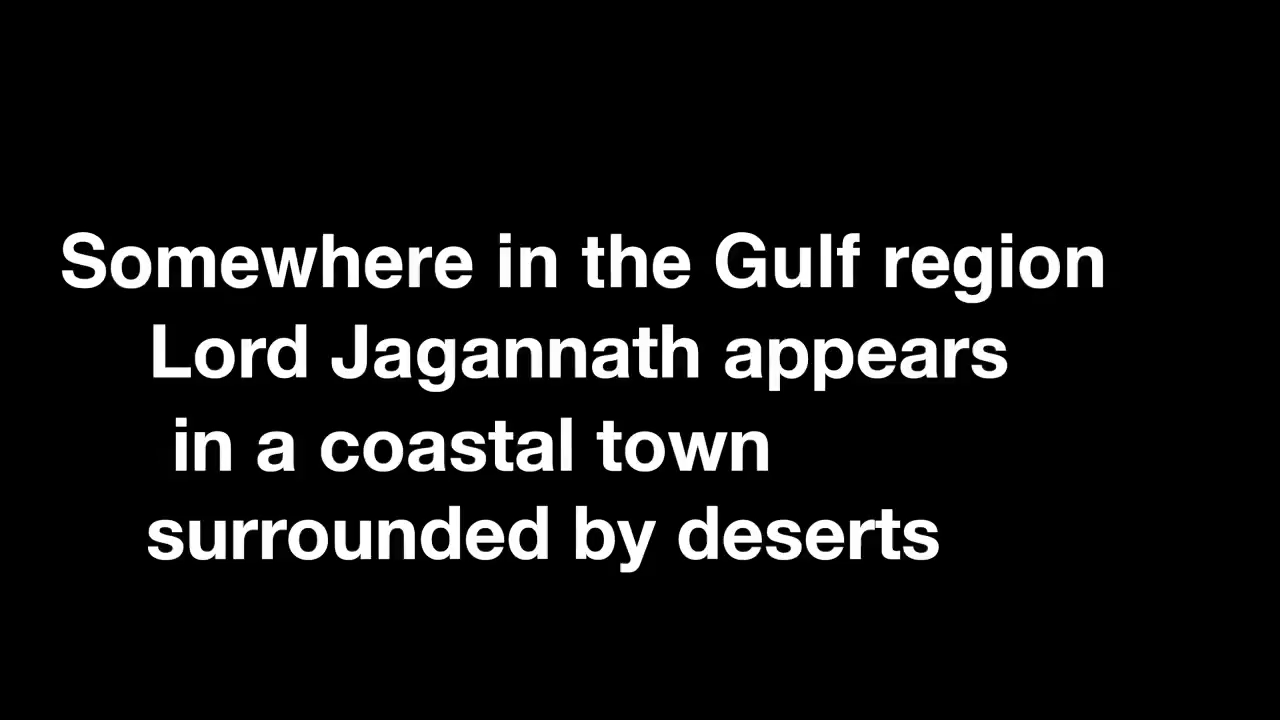 Somewhere in the Gulf region
Lord Jagannath appears
in a coastal town
surrounded by deserts